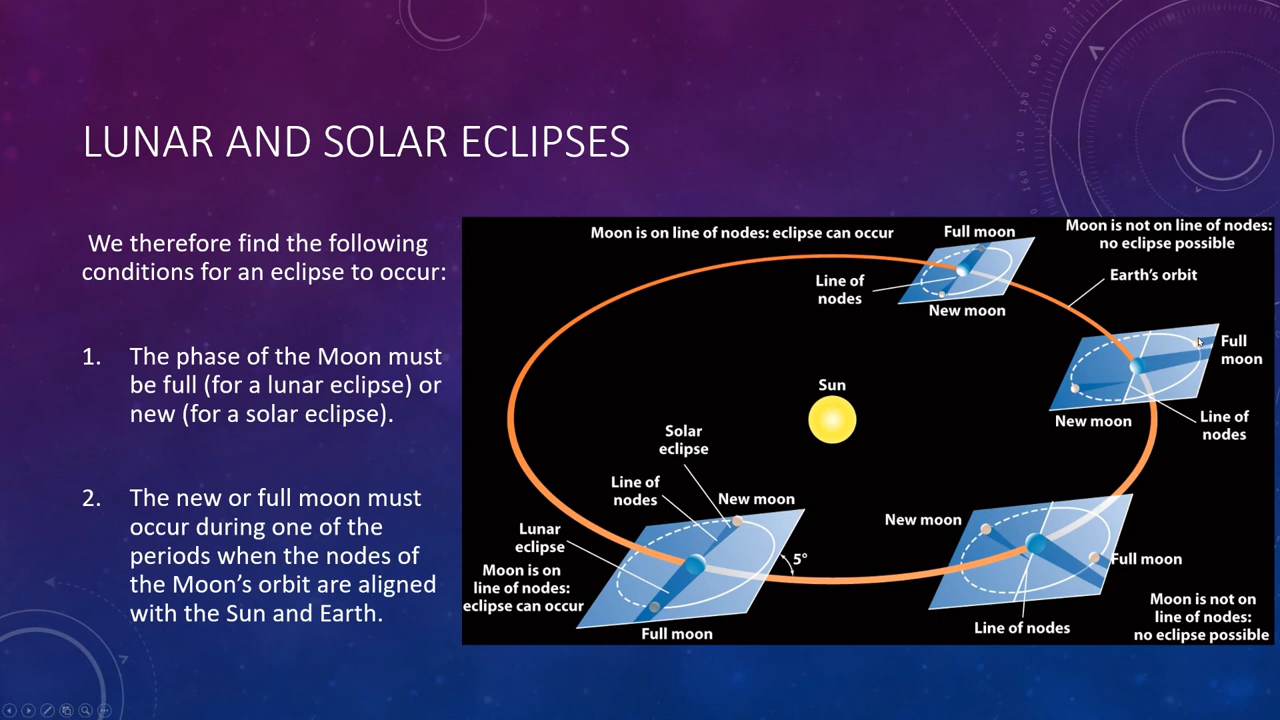 LUNAR AND SOLAR ECLIPSES
We therefore find the following
conditions for an eclipse to occur:
1. The phase of the Moon must
be full (for a lunar eclipse) or
new (for a solar eclipse).
2. The new or full moon must
occur during one of the
periods when the nodes of
the Moon's orbit are aligned
with the Sun and Earth.
Moon is on line of nodes: eclipse can occur
Full moon
Moon is not on line of nodes:
no eclipse possible
Line of
nodes
New moon
Earth's orbit
Full
moon
New moon
Line of
nodes
Sun
Solar
eclipse
Line of
nodes
New moon
Lunar
eclipse
5°
Moon is on
line of nodes:
eclipse can occur
Full moon
New moon
Full moon
Line of nodes
Moon is not on
line of nodes:
no eclipse possible
210
200
190
180
170
160